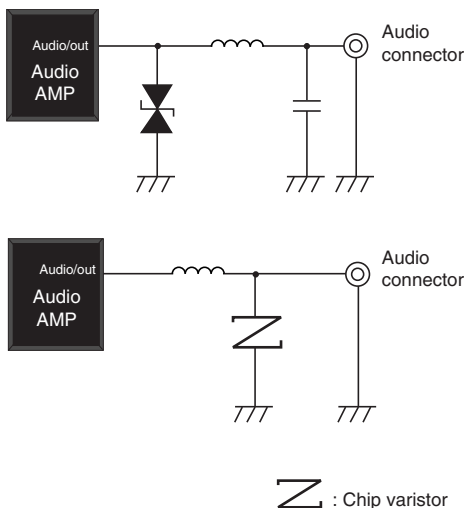 Audio/out
Audio
AMP
Audio
connector
Audio/out
Audio
AMP
Audio
connector
: Chip varistor